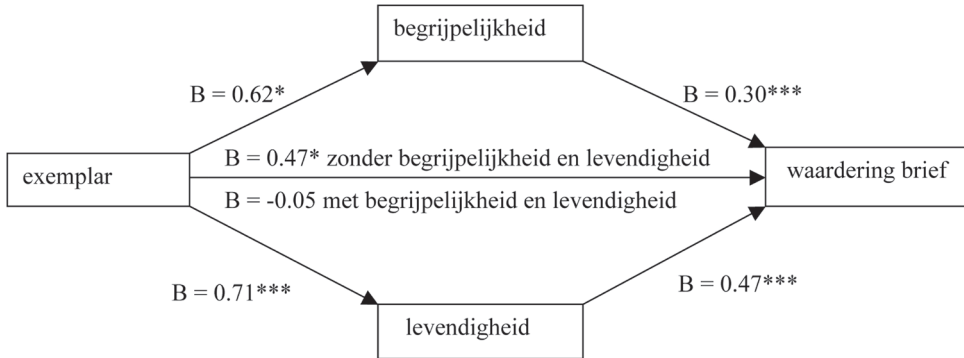 begrijpelijkheid
B = 0.62*
B = 0.30***
exemplar
B = 0.47* zonder begrijpelijkheid en levendigheid
B = -0.05 met begrijpelijkheid en levendigheid
waardering brief
B = 0.71***
B = 0.47***
levendigheid